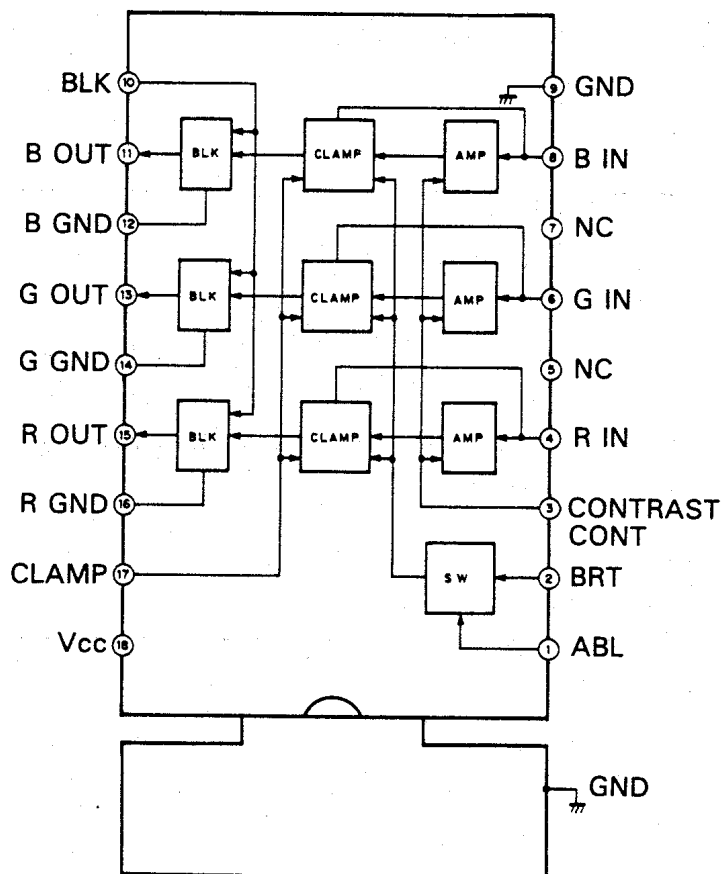 BLK 10
9 GND
B OUT 11 BLK CLAMP AMP 8 B IN
B GND 12
7 NC
G OUT 13 BLK CLAMP AMP 6 G IN
G GND 14
5 NC
R OUT 15 BLK CLAMP AMP 4 R IN
R GND 16
3 CONTRAST
CONT
CLAMP 17
SW 2 BRT
Vcc 18
1 ABL
GND